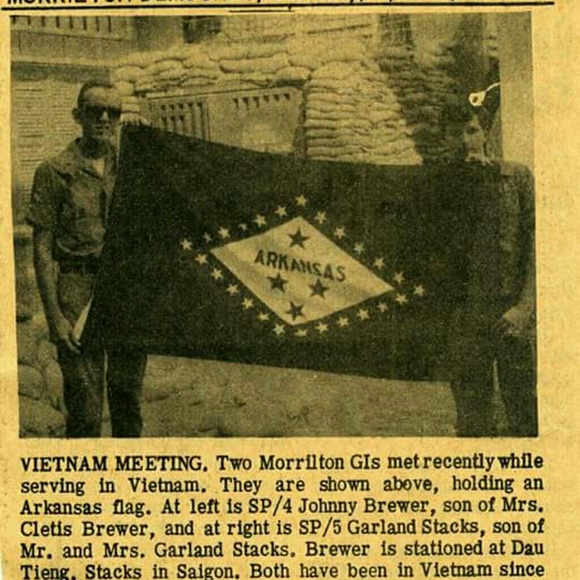 ARKANSAS
VIETNAM MEETING. Two Morrilton GIs met recently while
serving in Vietnam. They are shown above, holding an
Arkansas flag. At left is SP/4 Johnny Brewer, son of Mrs.
Cletis Brewer, and at right is SP/5 Garland Stacks, son of
Mr. and Mrs. Garland Stacks. Brewer is stationed at Dau
Tieng, Stacks in Saigon. Both have been in Vietnam since